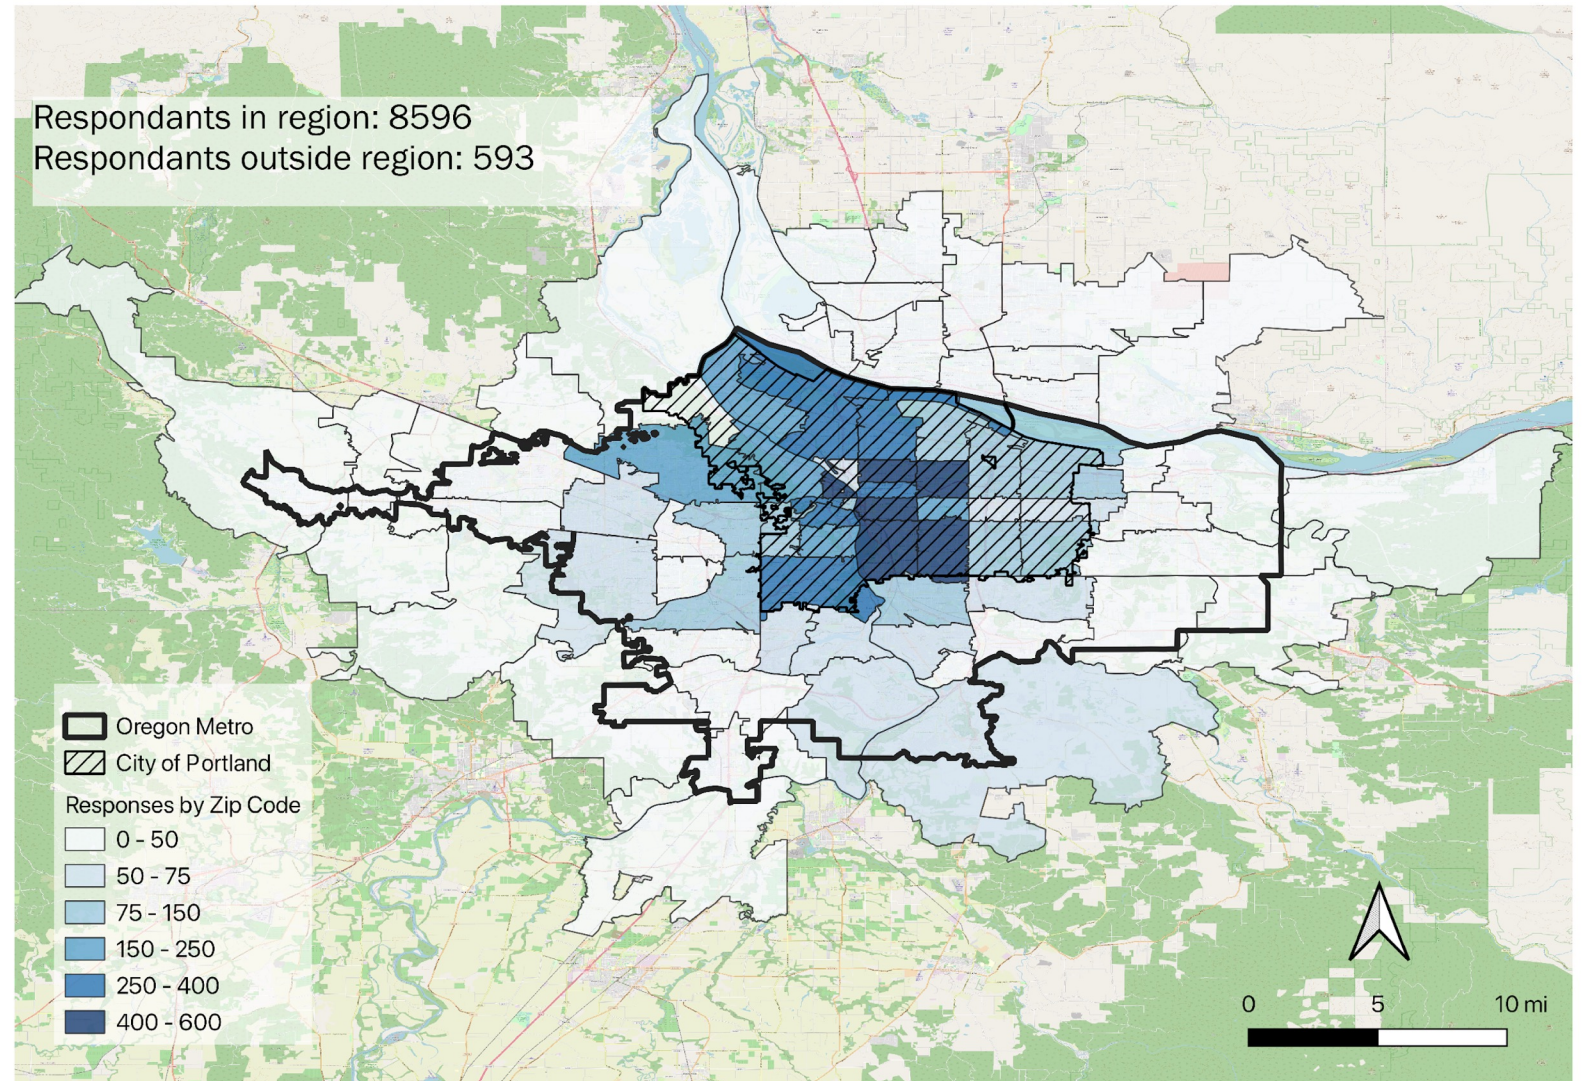 Respondants in region: 8596
Respondants outside region: 593
Oregon Metro
City of Portland
Responses by Zip Code
0 - 50
50 - 75
75 - 150
150 - 250
250 - 400
400 - 600
0 5 10 mi